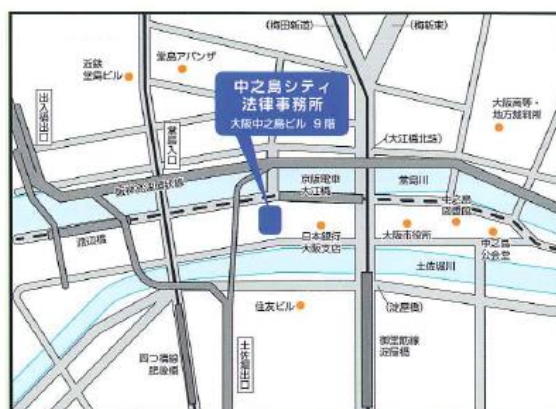 (梅田新道)
(梅新東)
近鉄
堂島ビル
堂島アバンザ
中之島シティ
法律事務所
大阪中之島ビル 9階
大阪高等・
地方裁判所
出入橋出口
堂島入口
(大江橋北詰)
阪神高速環状線
京阪電車
大江橋
堂島川
中之島
図書館
渡辺橋
日本銀行
大阪支店
大阪市役所
中之島
公会堂
土佐堀川
住友ビル
(淀屋橋)
四つ橋線
肥後橋
土佐堀出口
御堂筋線
淀屋橋